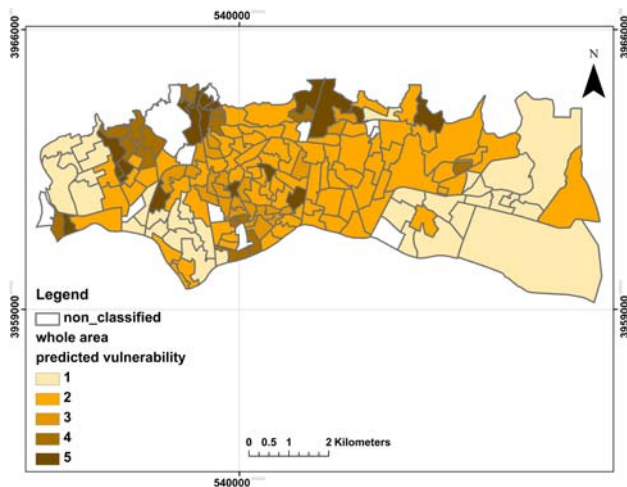 540000
3966000
3966000
N
3959000
3959000
Legend
non_classified
whole area
predicted vulnerability
1
2
3
4
5
0 0.5 1 2 Kilometers
540000